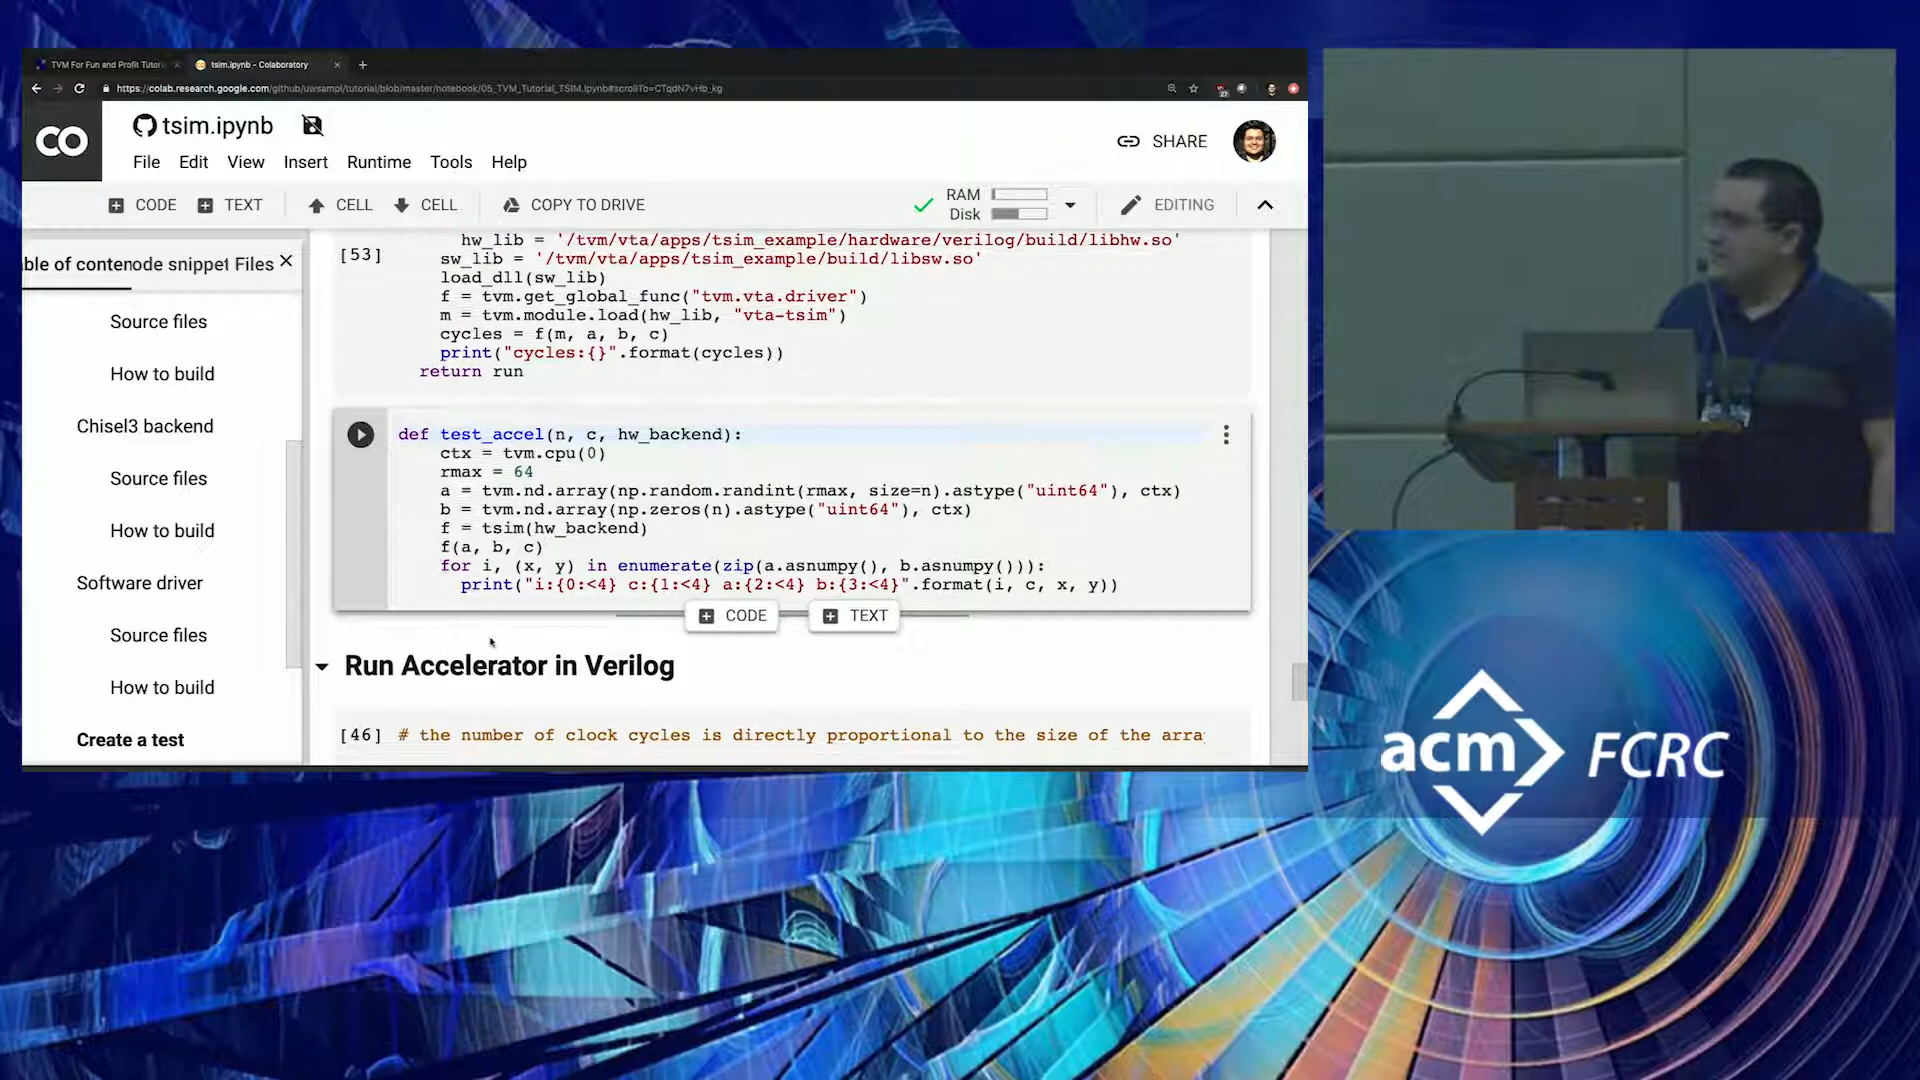 TVM For Fun and Profit Tutori
tsim.ipynb - Colaboratory
https://colab.research.google.com/github/uwsampl/tutorial/blob/master/notebook/05_TVM_Tutorial_TSIM.ipynb#scrollTo=CTqdN7vHb_kg
CO
tsim.ipynb
SHARE
File Edit View Insert Runtime Tools Help
CODE TEXT CELL CELL COPY TO DRIVE
RAM
Disk
EDITING
ble of conten ode snippet Files
Source files
How to build
Chisel3 backend
Source files
How to build
Software driver
Source files
How to build
Create a test
[53]
hw_lib = '/tvm/vta/apps/tsim_example/hardware/verilog/build/libhw.so'
sw_lib = '/tvm/vta/apps/tsim_example/build/libsw.so'
load_dll(sw_lib)
f = tvm.get_global_func("tvm.vta.driver")
m = tvm.module.load(hw_lib, "vta-tsim")
cycles = f(m, a, b, c)
print("cycles:{}".format(cycles))
return run
def test_accel(n, c, hw_backend):
ctx = tvm.cpu(0)
rmax = 64
a = tvm.nd.array(np.random.randint(rmax, size=n).astype("uint64"), ctx)
b = tvm.nd.array(np.zeros(n).astype("uint64"), ctx)
f = tsim(hw_backend)
f(a, b, c)
for i, (x, y) in enumerate(zip(a.asnumpy(), b.asnumpy())):
print("i:{0:<4} c:{1:<4} a:{2:<4} b:{3:<4}".format(i, c, x, y))
CODE TEXT
Run Accelerator in Verilog
[46] # the number of clock cycles is directly proportional to the size of the arra
acm FCRC